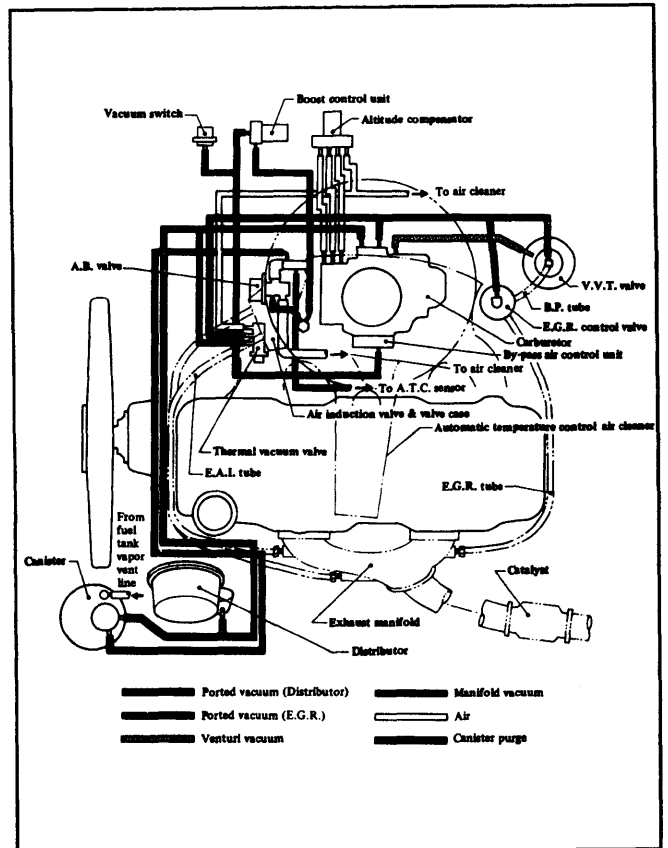 Boost control unit
Vacuum switch
Altitude compensator
To air cleaner
A.B. valve
V.V.T. valve
B.P. tube
E.G.R. control valve
Carburetor
By-pass air control unit
To air cleaner
To A.T.C. sensor
Air induction valve & valve case
Automatic temperature control air cleaner
Thermal vacuum valve
E.A.I. tube
E.G.R. tube
From
fuel
tank
vapor
vent
line
Canister
Catalyst
Exhaust manifold
Distributor
Ported vacuum (Distributor)
Manifold vacuum
Ported vacuum (E.G.R.)
Air
Venturi vacuum
Canister purge